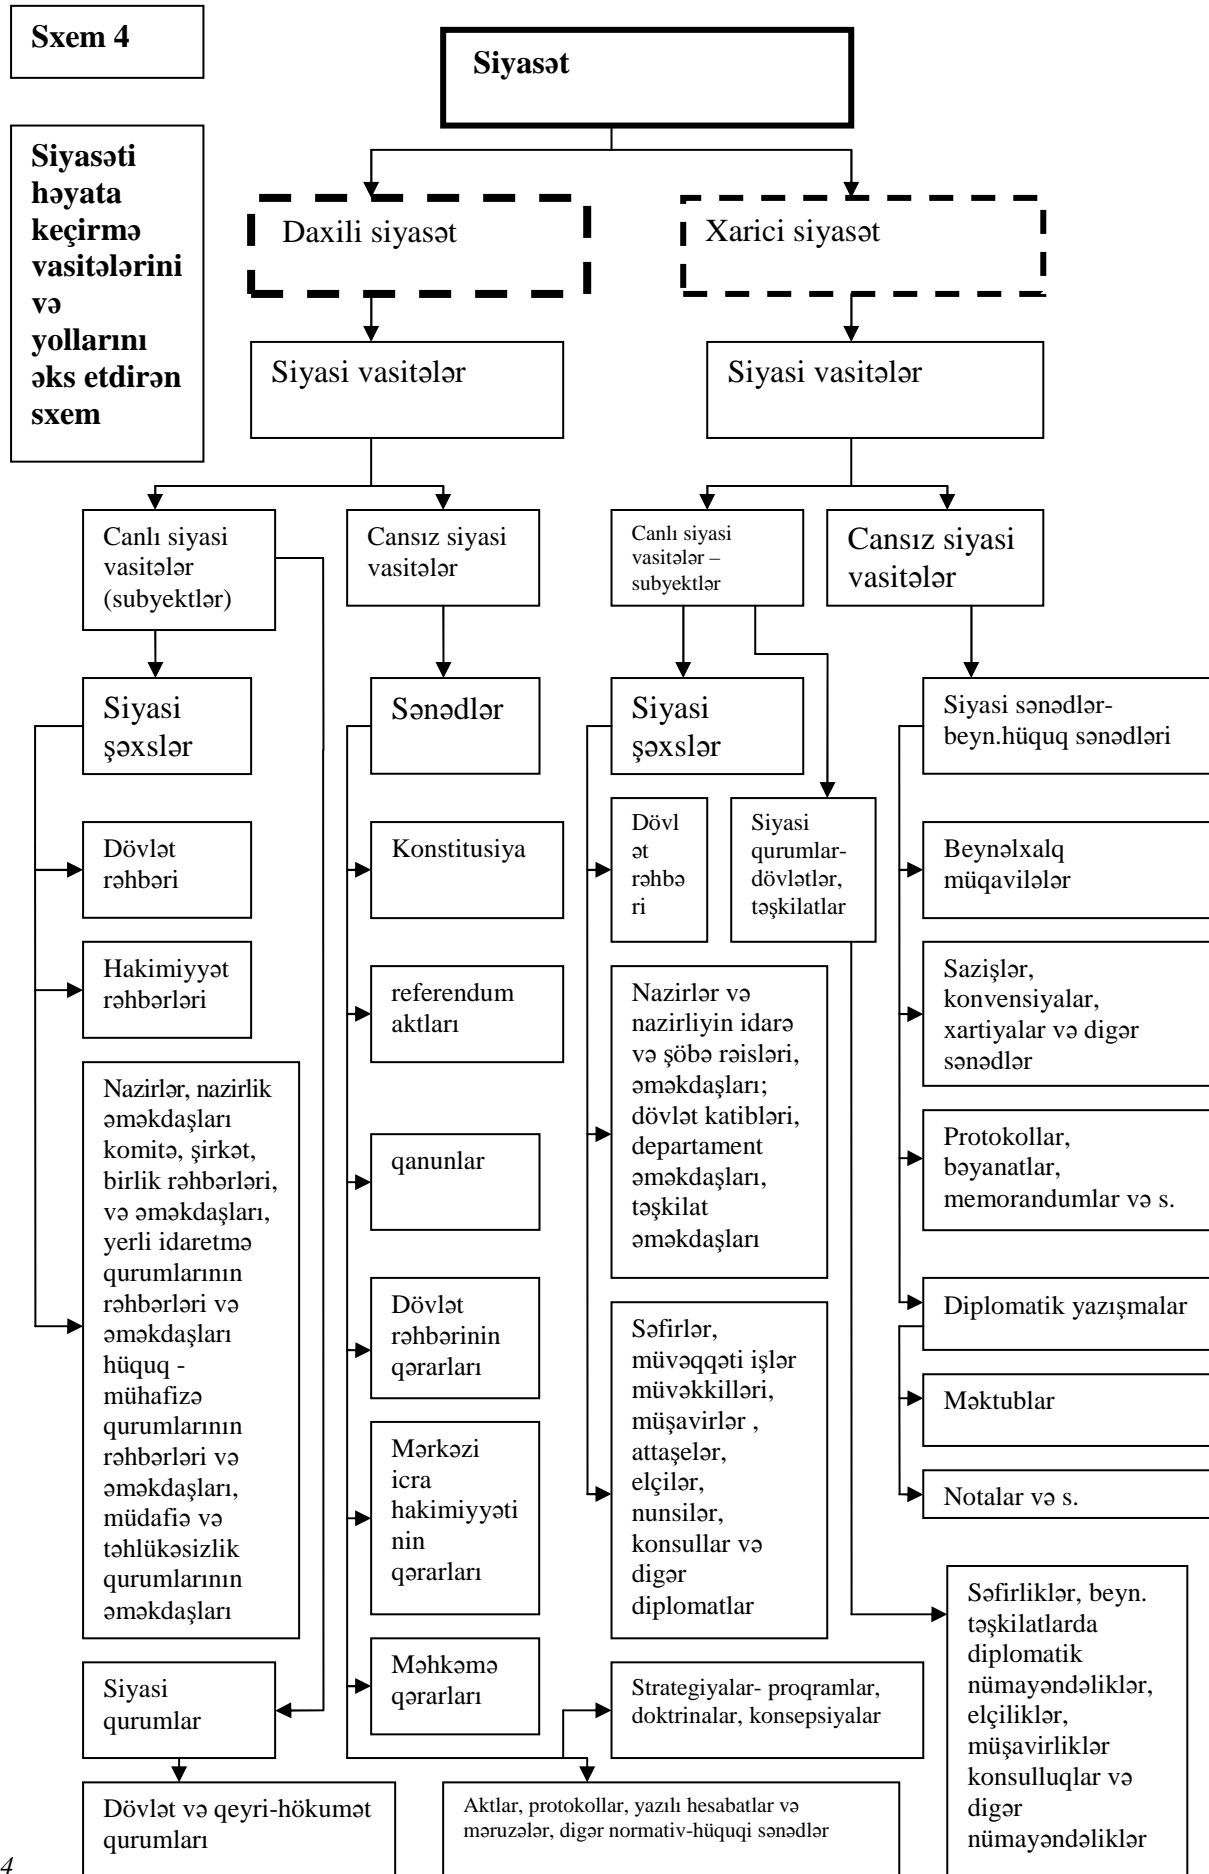 Sxem 4
Siyasət
Siyasəti
həyata
keçirmə
vasitələrini
və
yollarını
əks etdirən
sxem
Daxili siyasət
Xarici siyasət
Siyasi vasitələr
Siyasi vasitələr
Canlı siyasi
vasitələr
(subyektlər)
Cansız siyasi
vasitələr
Canlı siyasi
vasitələr –
subyektlər
Cansız siyasi
vasitələr
Siyasi
şəxslər
Sənədlər
Siyasi
şəxslər
Siyasi sənədlər-
beyn.hüquq sənədləri
Dövlət
rəhbəri
Konstitusiya
Dövl
ət
rəhbə
ri
Siyasi
qurumlar-
dövlətlər,
təşkilatlar
Beynəlxalq
müqavilələr
Hakimiyyət
rəhbərləri
referendum
aktları
Nazirlər və
nazirliyin idarə
və şöbə rəisləri,
əməkdaşları;
dövlət katibləri,
departament
əməkdaşları,
təşkilat
əməkdaşları
Sazişlər,
konvensiyalar,
xartiyalar və digər
sənədlər
Nazirlər, nazirlik
əməkdaşları
komitə, şirkət,
birlik rəhbərləri,
və əməkdaşları,
yerli idaretmə
qurumlarının
rəhbərləri və
əməkdaşları
hüquq -
mühafizə
qurumlarının
rəhbərləri və
əməkdaşları,
müdafiə və
təhlükəsizlik
qurumlarının
əməkdaşları
qanunlar
Protokollar,
bəyanatlar,
memorandumlar və s.
Dövlət
rəhbərinin
qərarları
Səfirlər,
müvəqqəti işlər
müvəkkilləri,
müşavirlər ,
attaşelər,
elçilər,
nunsilər,
konsullar və
digər
diplomatlar
Diplomatik yazışmalar
Məktublar
Mərkəzi
icra
hakimiyyəti
nin
qərarları
Notalar və s.
Səfirliklər, beyn.
təşkilatlarda
diplomatik
nümayəndəliklər,
elçiliklər,
müşavirliklər
konsulluqlar və
digər
nümayəndəliklər
Siyasi
qurumlar
Məhkəmə
qərarları
Strategiyalar- proqramlar,
doktrinalar, konsepsiyalar
Dövlət və qeyri-hökumət
qurumları
Aktlar, protokollar, yazılı hesabatlar və
məruzələr, digər normativ-hüquqi sənədlər
4